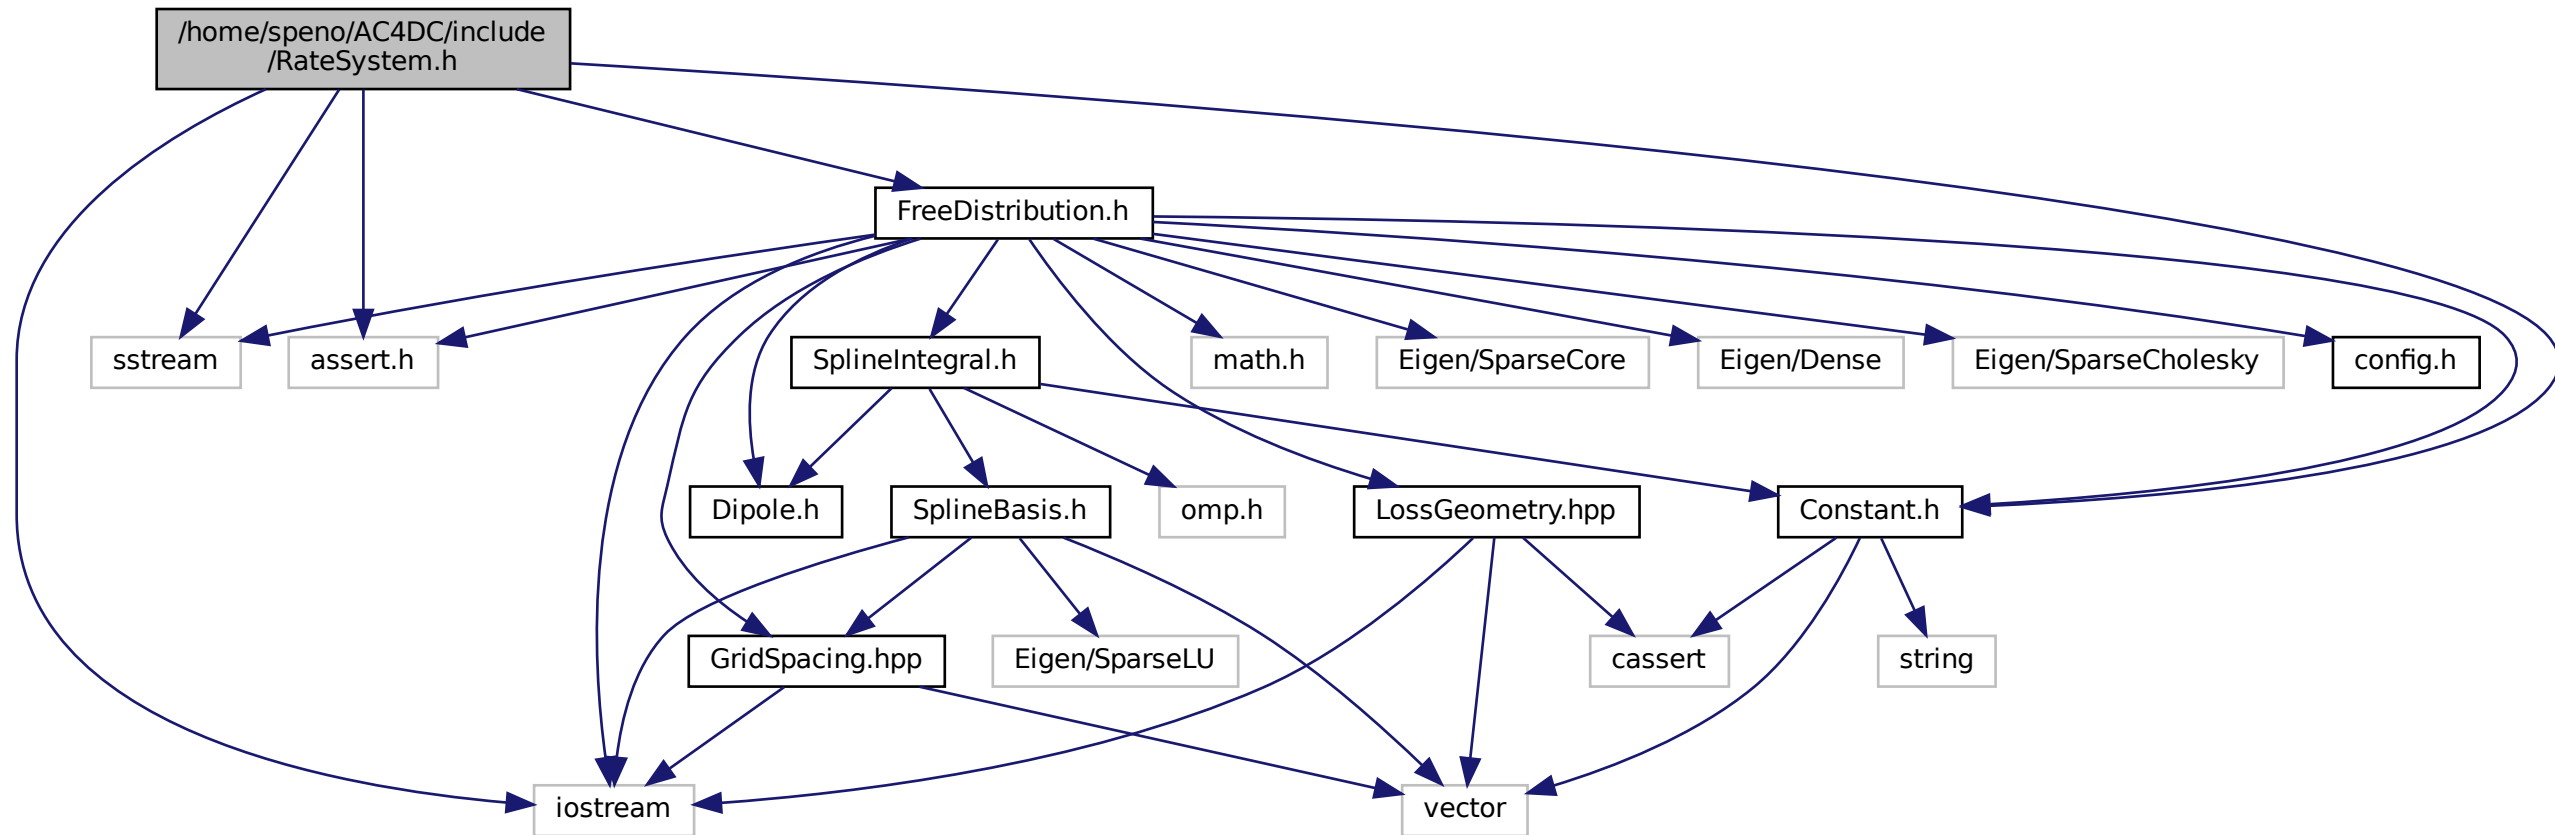 /home/speno/AC4DC/include
/RateSystem.h
FreeDistribution.h
sstream
assert.h
SplineIntegral.h
math.h
Eigen/SparseCore
Eigen/Dense
Eigen/SparseCholesky
config.h
Dipole.h
SplineBasis.h
omp.h
LossGeometry.hpp
Constant.h
GridSpacing.hpp
Eigen/SparseLU
cassert
string
iostream
vector